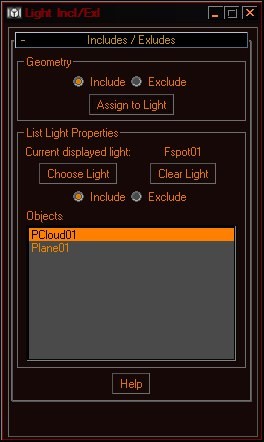 Light Incl/Exl
- Includes / Exludes
Geometry
Include Exclude
Assign to Light
List Light Properties
Current displayed light: Fspot01
Choose Light Clear Light
Include Exclude
Objects:
PCloud01
Plane01
Help